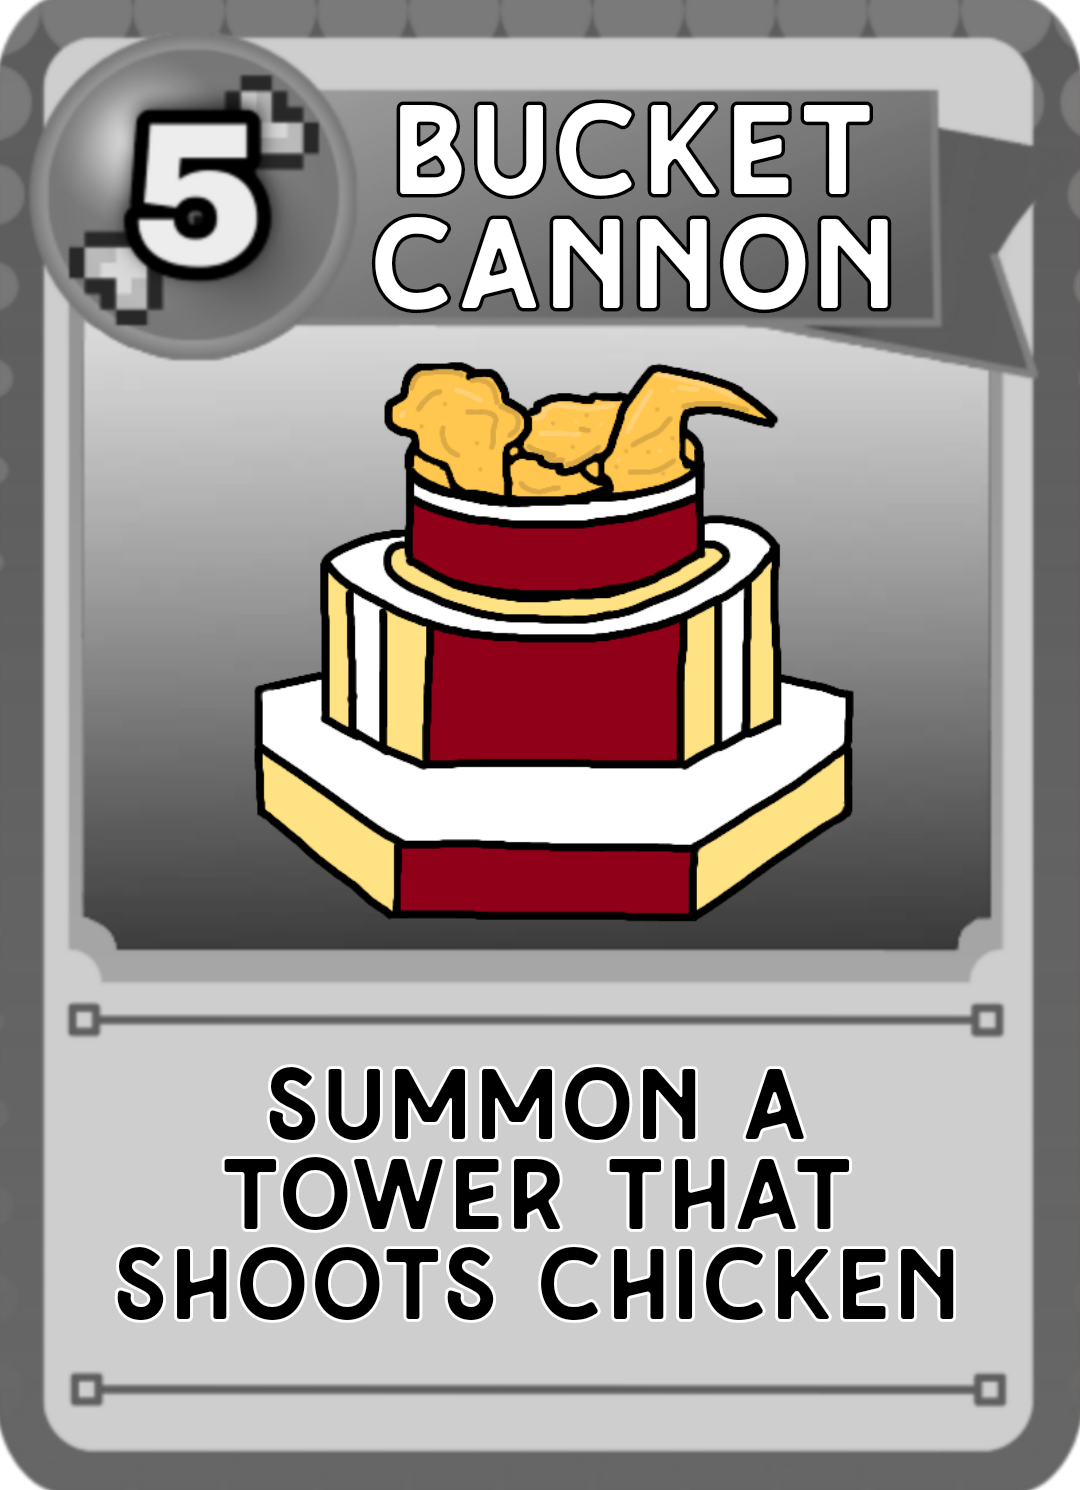 5
BUCKET
CANNON
SUMMON A
TOWER THAT
SHOOTS CHICKEN